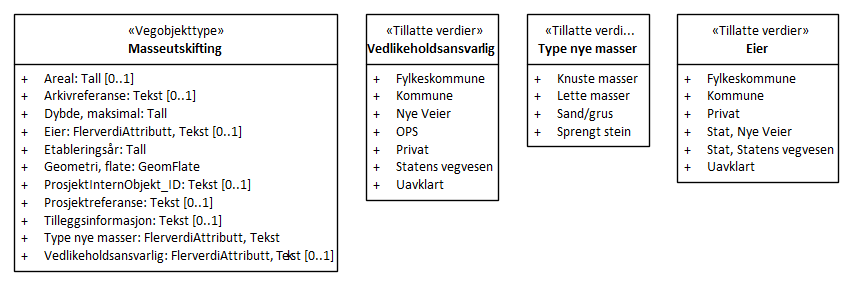 «Vegobjekttype»
Masseutskifting
+ Areal: Tall [0..1]
+ Arkivreferanse: Tekst [0..1]
+ Dybde, maksimal: Tall
+ Eier: FlerverdiAttributt, Tekst [0..1]
+ Etableringsår: Tall
+ Geometri, flate: GeomFlate
+ ProsjektInternObjekt_ID: Tekst [0..1]
+ Prosjektreferanse: Tekst [0..1]
+ Tilleggsinformasjon: Tekst [0..1]
+ Type nye masser: FlerverdiAttributt, Tekst
+ Vedlikeholdsansvarlig: FlerverdiAttributt, Tekst [0..1]
«Tillatte verdier»
Vedlikeholdsansvarlig
+ Fylkeskommune
+ Kommune
+ Nye Veier
+ OPS
+ Privat
+ Statens vegvesen
+ Uavklart
«Tillatte verdi...
Type nye masser
+ Knuste masser
+ Lette masser
+ Sand/grus
+ Sprengt stein
«Tillatte verdier»
Eier
+ Fylkeskommune
+ Kommune
+ Privat
+ Stat, Nye Veier
+ Stat, Statens vegvesen
+ Uavklart